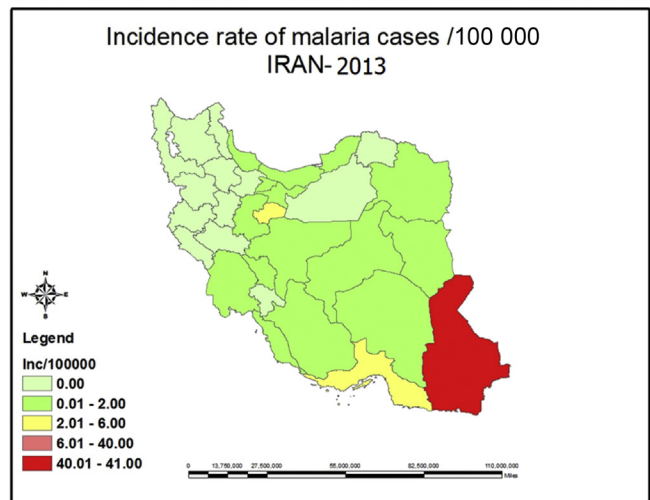 Incidence rate of malaria cases /100 000
IRAN- 2013
N
W E
S
Legend
Inc/100000
0.00
0.01 - 2.00
2.01 - 6.00
6.01 - 40.00
40.01 - 41.00
0 13,750,000 27,500,000 55,000,000 82,500,000 110,000,000
Miles